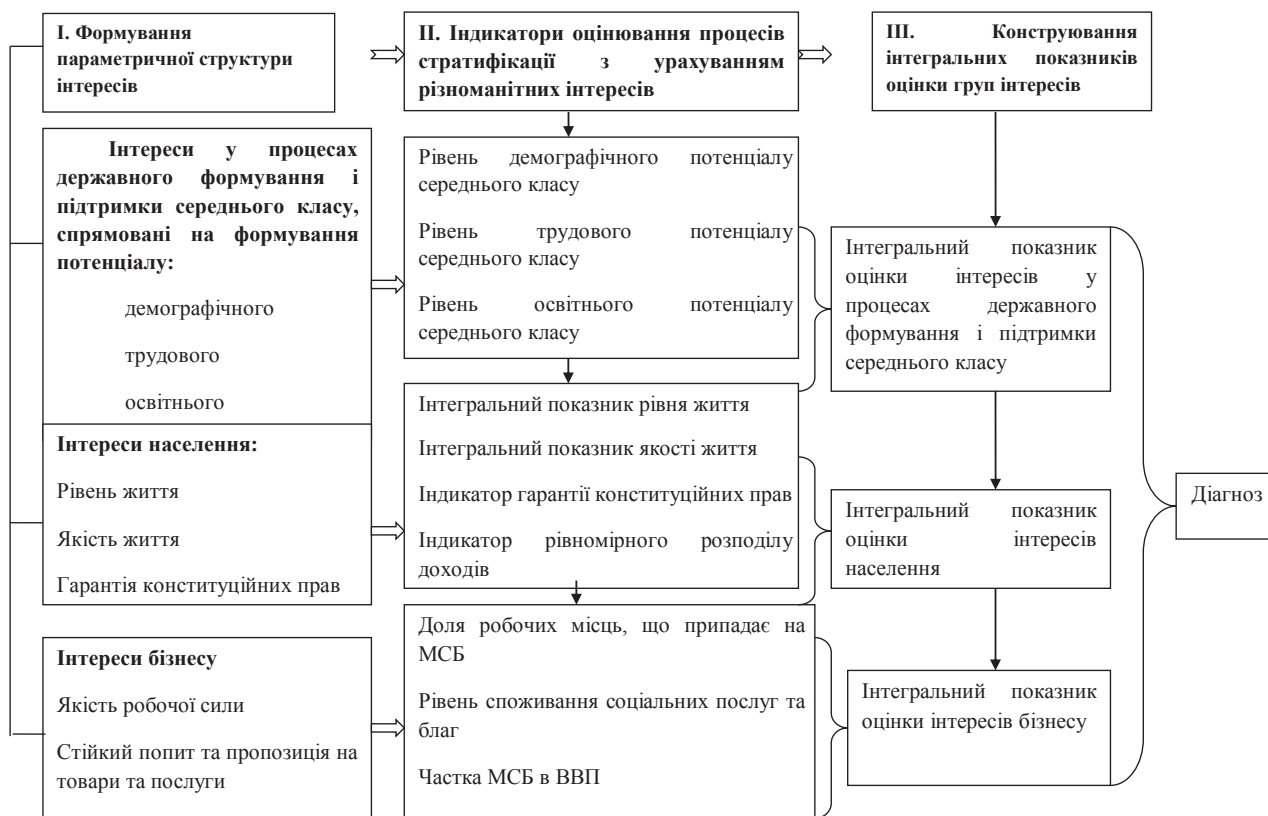 І. Формування
параметричної структури
інтересів
ІІ. Індикатори оцінювання процесів
стратифікації з урахуванням
різноманітних інтересів
ІІІ. Конструювання
інтегральних показників
оцінки груп інтересів
Інтереси у процесах
державного формування і
підтримки середнього класу,
спрямовані на формування
потенціалу:
демографічного
трудового
освітнього
Рівень демографічного потенціалу
середнього класу
Рівень трудового потенціалу
середнього класу
Рівень освітнього потенціалу
середнього класу
Інтегральний показник
оцінки інтересів у
процесах державного
формування і підтримки
середнього класу
Інтереси населення:
Рівень життя
Якість життя
Гарантія конституційних прав
Інтегральний показник рівня життя
Інтегральний показник якості життя
Індикатор гарантії конституційних прав
Індикатор рівномірного розподілу
доходів
Інтегральний показник
оцінки інтересів
населення
Діагноз
Інтереси бізнесу
Якість робочої сили
Стійкий попит та пропозиція на
товари та послуги
Доля робочих місць, що припадає на
МСБ
Рівень споживання соціальних послуг та
благ
Частка МСБ в ВВП
Інтегральний показник
оцінки інтересів бізнесу